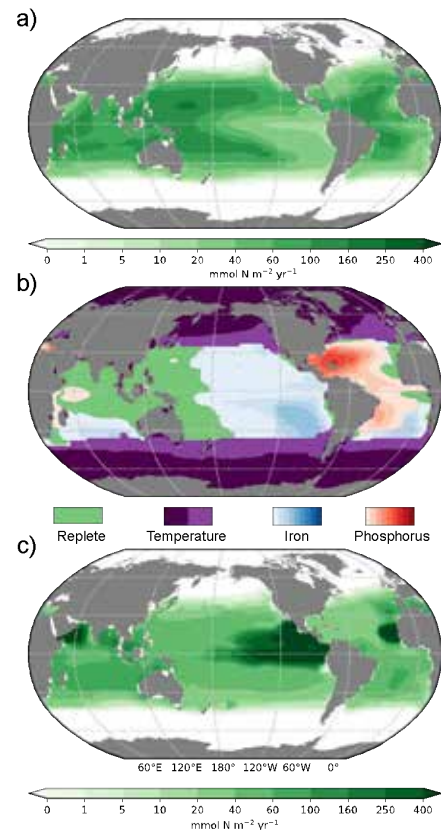 a)
0 1 5 10 20 40 60 100 160 250 400
mmol N m⁻² yr⁻¹
b)
Replete Temperature Iron Phosphorus
c)
60°E 120°E 180° 120°W 60°W 0°
0 1 5 10 20 40 60 100 160 250 400
mmol N m⁻² yr⁻¹